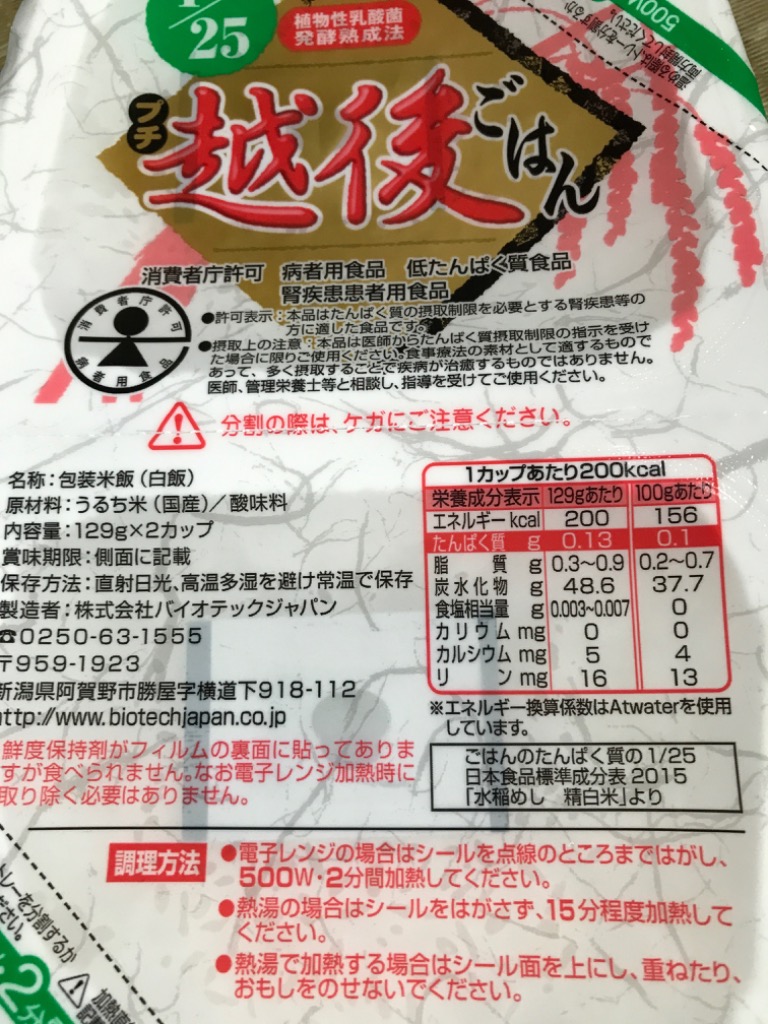 1/25
植物性乳酸菌
発酵熟成法
プチ
越後ごはん
消費者庁許可 病者用食品 低たんぱく質食品
腎疾患患者用食品
消費者庁許可
病者用食品
●許可表示：本品はたんぱく質の摂取制限を必要とする腎疾患等の
方に適した食品です。
●摂取上の注意：本品は医師からたんぱく質摂取制限の指示を受け
た場合に限りご使用ください。食事療法の素材として適するもので
あって、多く摂取することで疾病が治癒するものではありません。
医師、管理栄養士等と相談し、指導を受けてご使用ください。
分割の際は、ケガにご注意ください。
名称：包装米飯（白飯）
原材料：うるち米（国産）／酸味料
内容量：129g×2カップ
賞味期限：側面に記載
保存方法：直射日光、高温多湿を避け常温で保存
製造者：株式会社バイオテックジャパン
☎0250-63-1555
〒959-1923
新潟県阿賀野市勝屋字横道下918-112
http://www.biotechjapan.co.jp
鮮度保持剤がフィルムの裏面に貼ってありま
すが食べられません。なお電子レンジ加熱時に
取り除く必要はありません。
1カップあたり200kcal
栄養成分表示 129gあたり 100gあたり
エネルギー kcal 200 156
たんぱく質 g 0.13 0.1
脂質 g 0.3～0.9 0.2～0.7
炭水化物 g 48.6 37.7
食塩相当量 g 0.003～0.007 0
カリウム mg 0 0
カルシウム mg 5 4
リン mg 16 13
※エネルギー換算係数はAtwaterを使用
しています。
ごはんのたんぱく質の1/25
日本食品標準成分表2015
「水稲めし 精白米」より
調理方法
●電子レンジの場合はシールを点線のところまではがし、
500W・2分間加熱してください。
●熱湯の場合はシールをはがさず、15分程度加熱して
ください。
●熱湯で加熱する場合はシール面を上にし、重ねたり、
おもしをのせないでください。
500W
トレーを分割するか
ださい。
2分